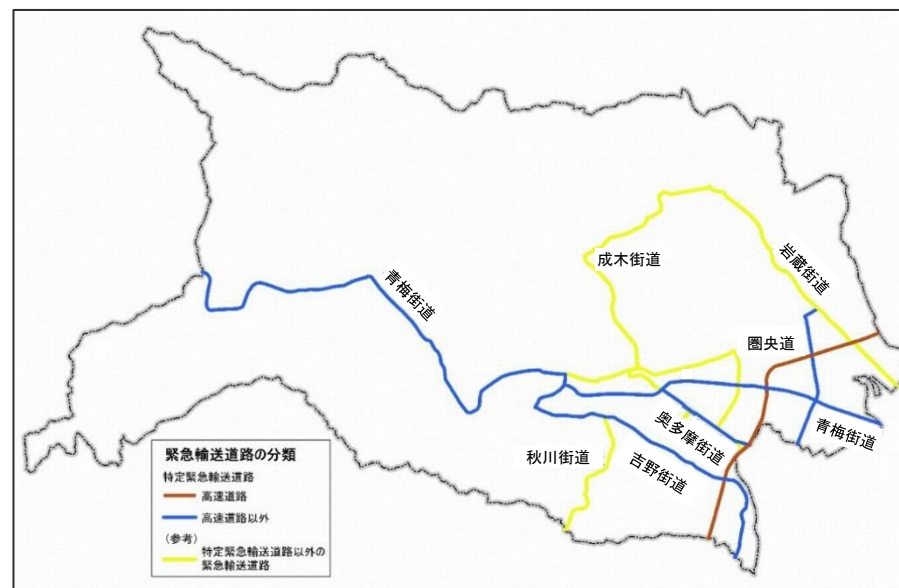 成木街道
岩蔵街道
青梅街道
圏央道
青梅街道
奥多摩街道
秋川街道
吉野街道
緊急輸送道路の分類
特定緊急輸送道路
高速道路
高速道路以外
(参考)
特定緊急輸送道路以外の
緊急輸送道路